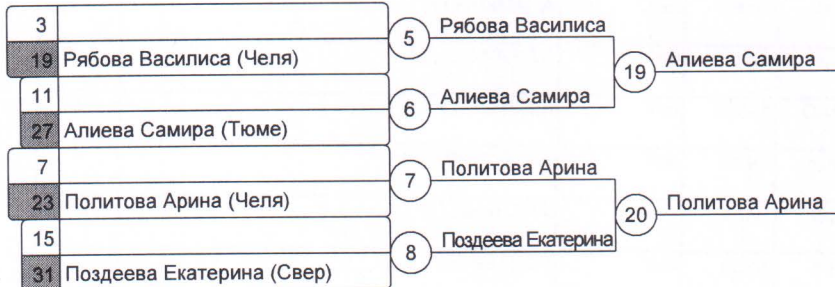 3
5
Рябова Василиса
19 Рябова Василиса (Челя)
19
Алиева Самира
11
6
Алиева Самира
27 Алиева Самира (Тюме)
7
7
Политова Арина
23 Политова Арина (Челя)
20
Политова Арина
15
8
Поздеева Екатерина
31 Поздеева Екатерина (Свер)